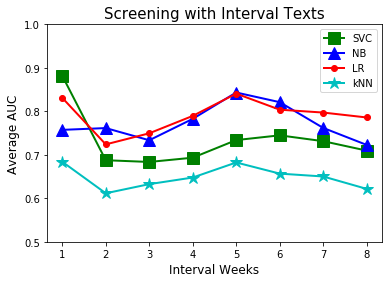 Screening with Interval Texts
SVC
NB
LR
kNN
Average AUC
1.0
0.9
0.8
0.7
0.6
0.5
1 2 3 4 5 6 7 8
Interval Weeks